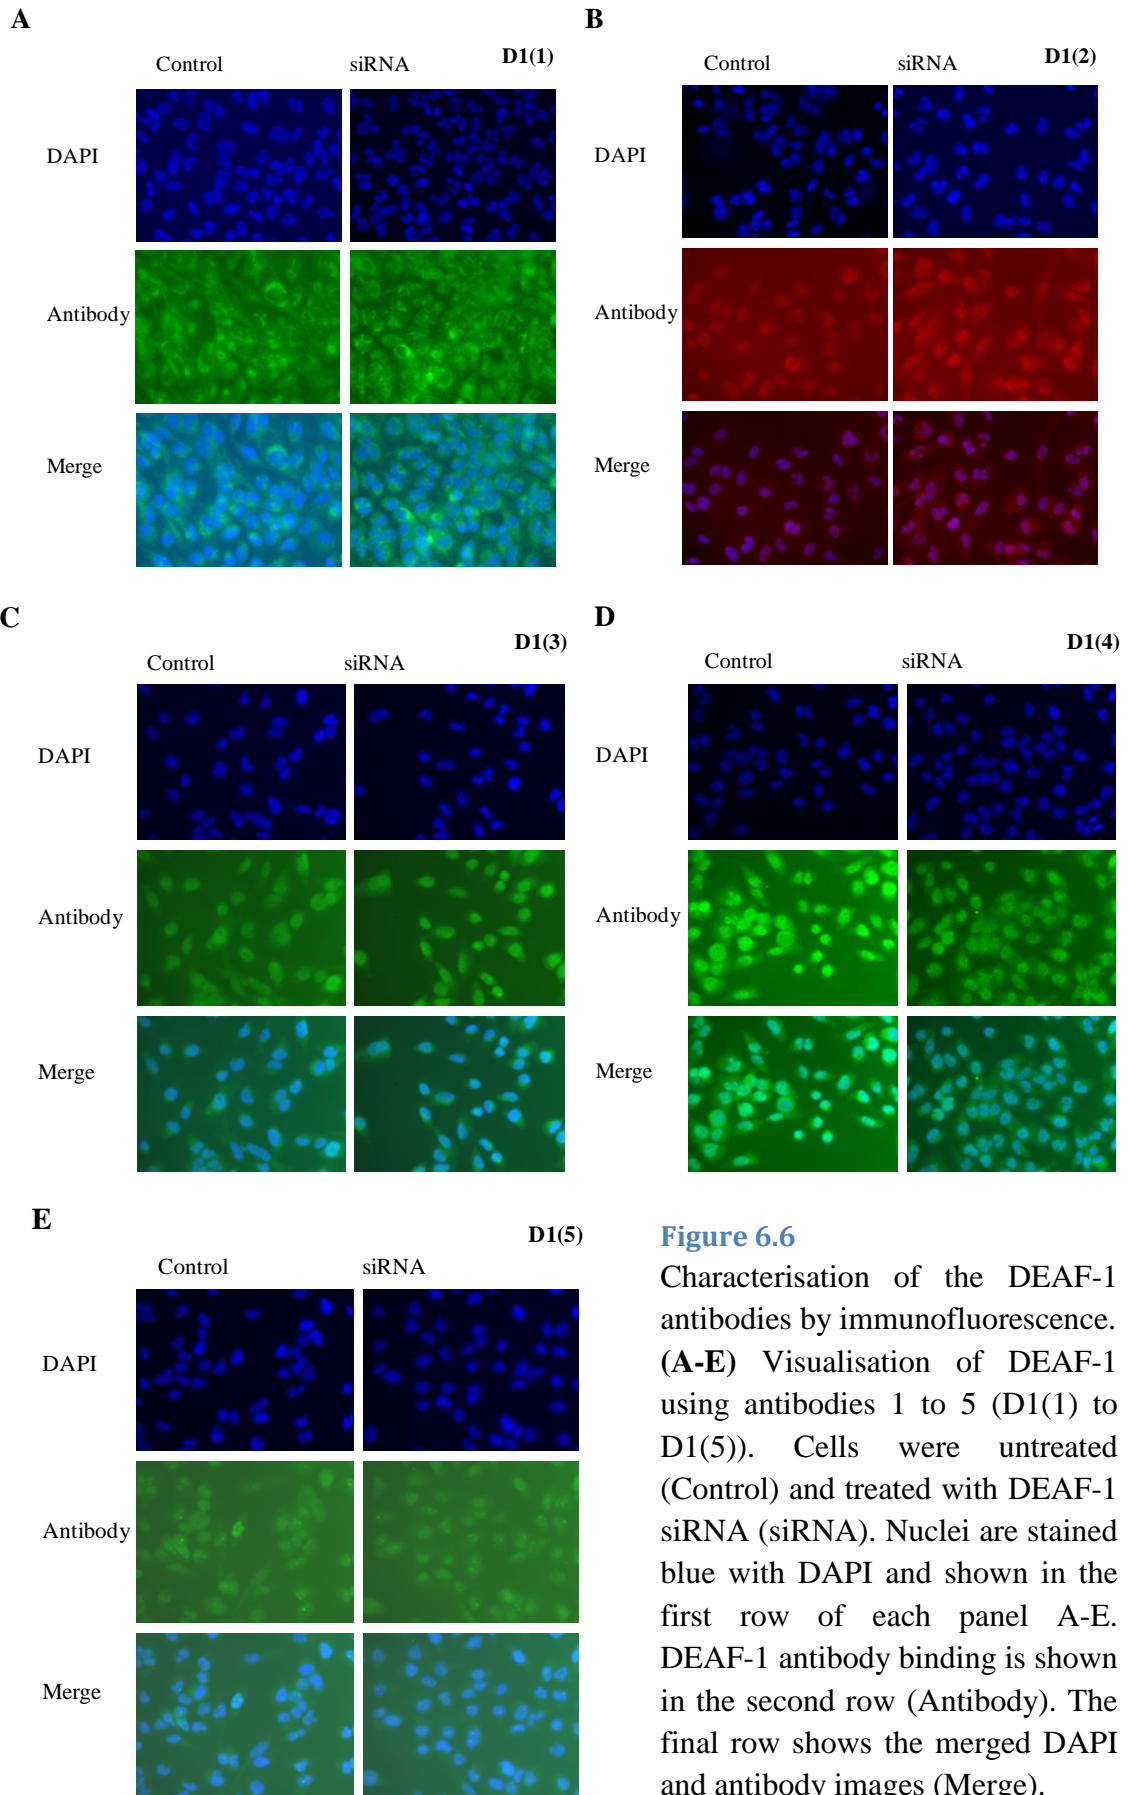 A
Control siRNA D1(1)
DAPI
Antibody
Merge
B
Control siRNA D1(2)
DAPI
Antibody
Merge
C
D1(3)
Control siRNA
DAPI
Antibody
Merge
D
D1(4)
Control siRNA
DAPI
Antibody
Merge
E
D1(5)
Control siRNA
DAPI
Antibody
Merge
Figure 6.6
Characterisation of the DEAF-1
antibodies by immunofluorescence.
(A-E) Visualisation of DEAF-1
using antibodies 1 to 5 (D1(1) to
D1(5)). Cells were untreated
(Control) and treated with DEAF-1
siRNA (siRNA). Nuclei are stained
blue with DAPI and shown in the
first row of each panel A-E.
DEAF-1 antibody binding is shown
in the second row (Antibody). The
final row shows the merged DAPI
and antibody images (Merge).